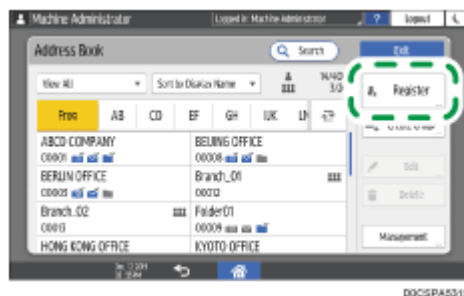 Machine Administrator Logged in: Machine Administrator ? Logout
Address Book Search Exit
View All Sort by Display Name
Register
Freq. AB CD EF GH IJK
ABCD COMPANY BEIJING OFFICE
00001 00008
BERLIN OFFICE Branch_01
00003 00012
Edit
Delete
Branch_02 Folder01
00013 00009
HONG KONG OFFICE KYOTO OFFICE
Management